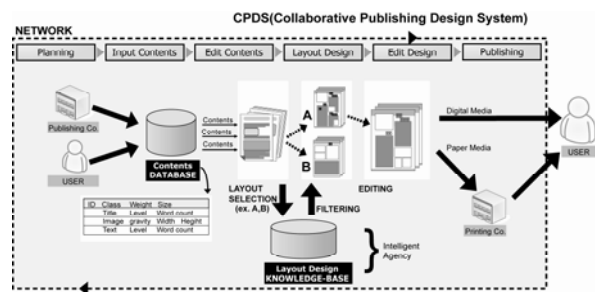 CPDS(Collaborative Publishing Design System)
NETWORK
Planning
Input Contents
Edit Contents
Layout Design
Edit Design
Publishing
Publishing Co.
USER
Contents
DATABASE
Contents
Contents
Contents
A
B
Digital Media
Paper Media
USER
EDITING
LAYOUT
SELECTION
(ex. A,B)
FILTERING
Printing Co.
ID Class Weight Size
Title Level Word count
Image gravity Width Hegiht
Text Level Word count
Layout Design
KNOWLEDGE-BASE
Intelligent
Agency